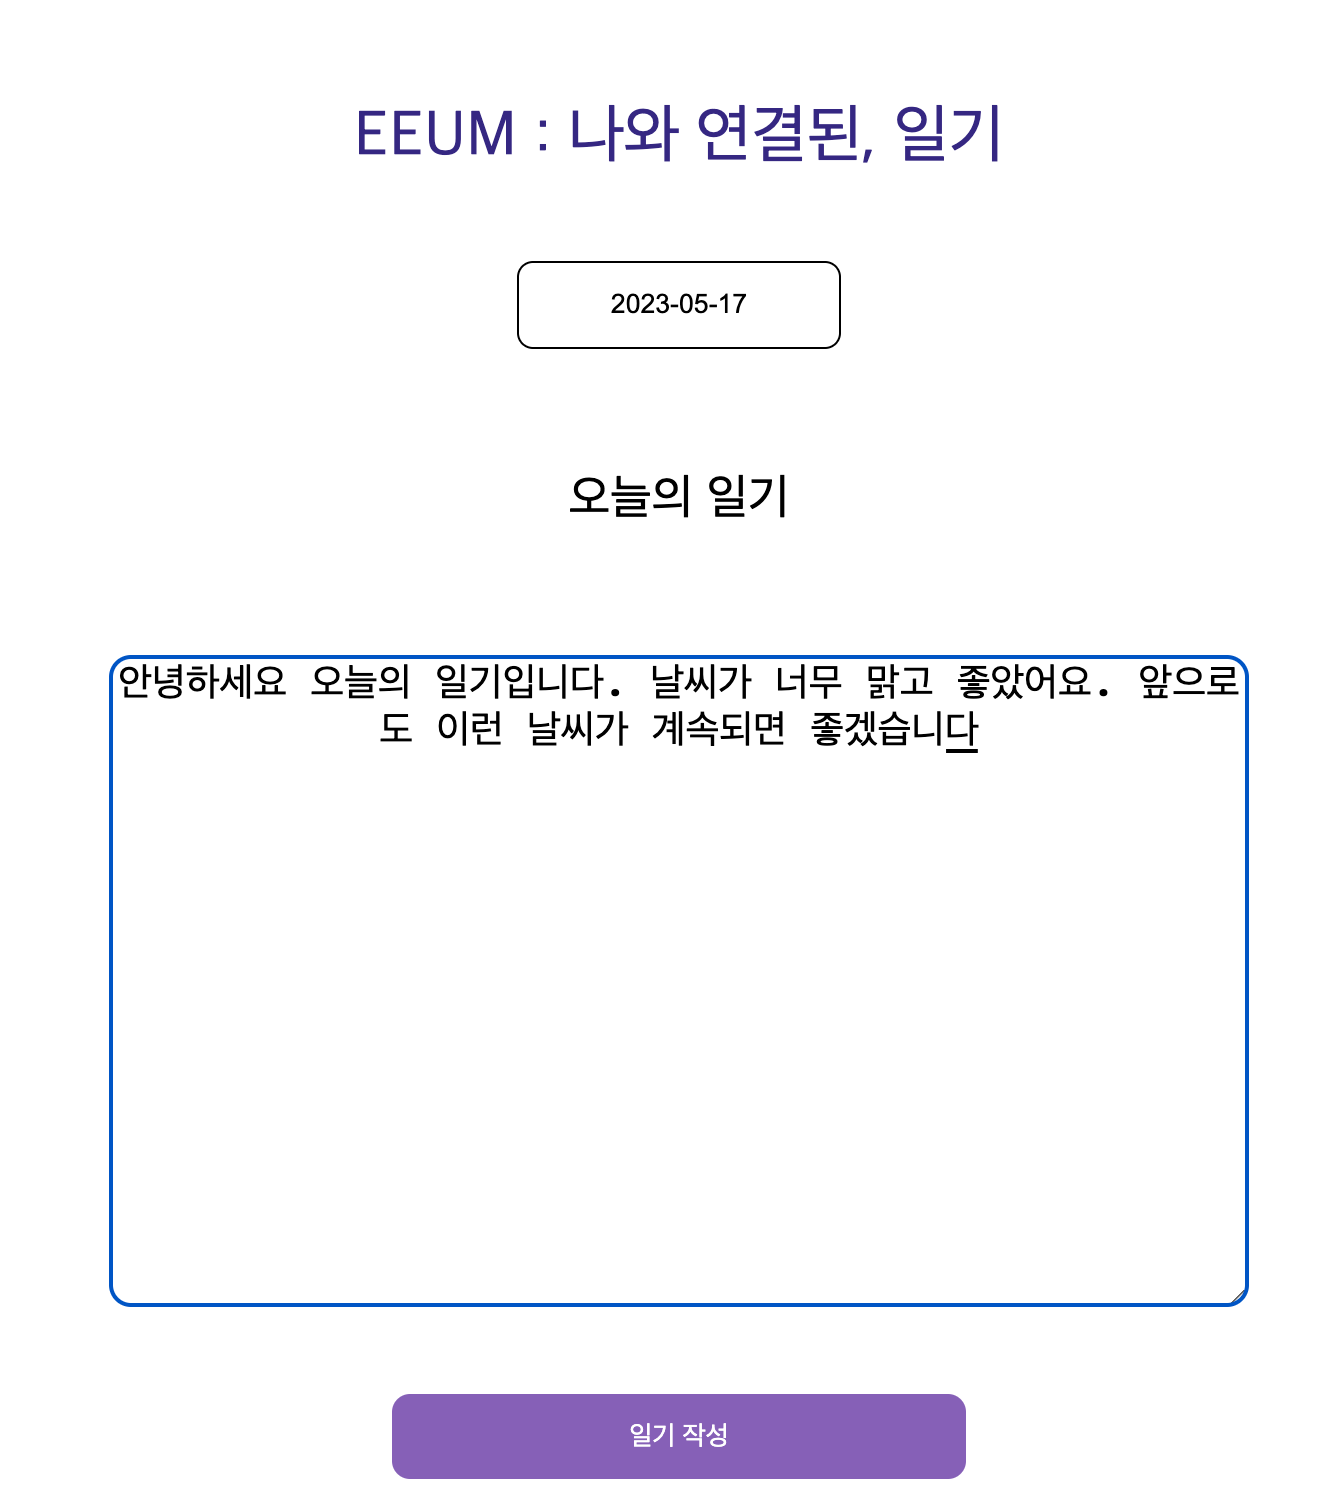 EEUM : 나와 연결된, 일기
2023-05-17
오늘의 일기
안녕하세요 오늘의 일기입니다. 날씨가 너무 맑고 좋았어요. 앞으로
도 이런 날씨가 계속되면 좋겠습니다
일기 작성